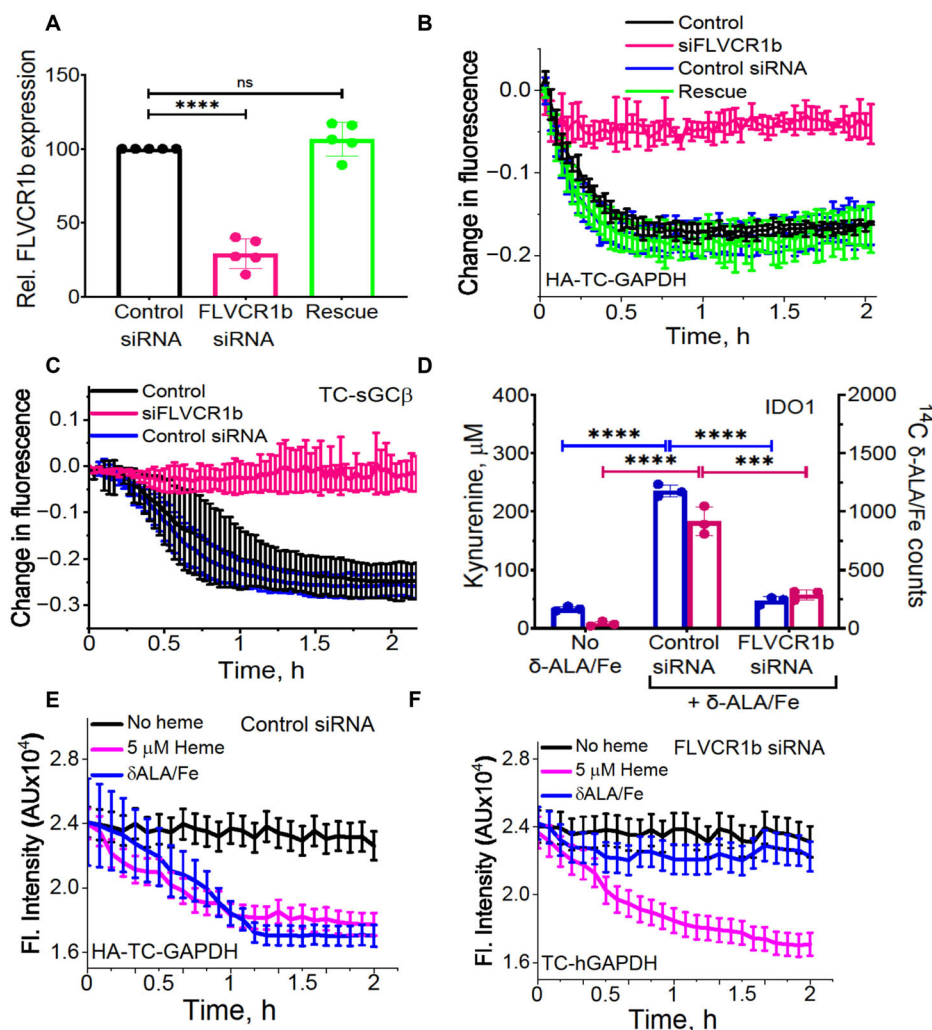 A
Rel. FLVCR1b expression
150
100
50
0
ns
****
Control siRNA
FLVCR1b siRNA
Rescue
B
Control
siFLVCR1b
Control siRNA
Rescue
Change in fluorescence
0.0
−0.1
−0.2
HA-TC-GAPDH
0
0.5
1
1.5
2
Time, h
C
Control
siFLVCR1b
Control siRNA
TC-sGCβ
Change in fluorescence
0.1
0.0
−0.1
−0.2
−0.3
0
0.5
1.0
1.5
2
Time, h
D
IDO1
Kynurenine, µM
400
300
200
100
50
0
¹⁴C δ-ALA/Fe counts
2000
1500
1000
500
0
**** ****
**** ***
No δ-ALA/Fe
Control siRNA
FLVCR1b siRNA
+ δ-ALA/Fe
E
No heme
5 µM Heme
δALA/Fe
Control siRNA
Fl. Intensity (AUx10⁴)
2.8
2.4
2.0
1.6
HA-TC-GAPDH
0
0.5
1
1.5
2
Time, h
F
No heme
5 µM Heme
δALA/Fe
FLVCR1b siRNA
Fl. Intensity (AUx10⁴)
2.8
2.4
2.0
1.6
TC-hGAPDH
0
0.5
1
1.5
2
Time, h